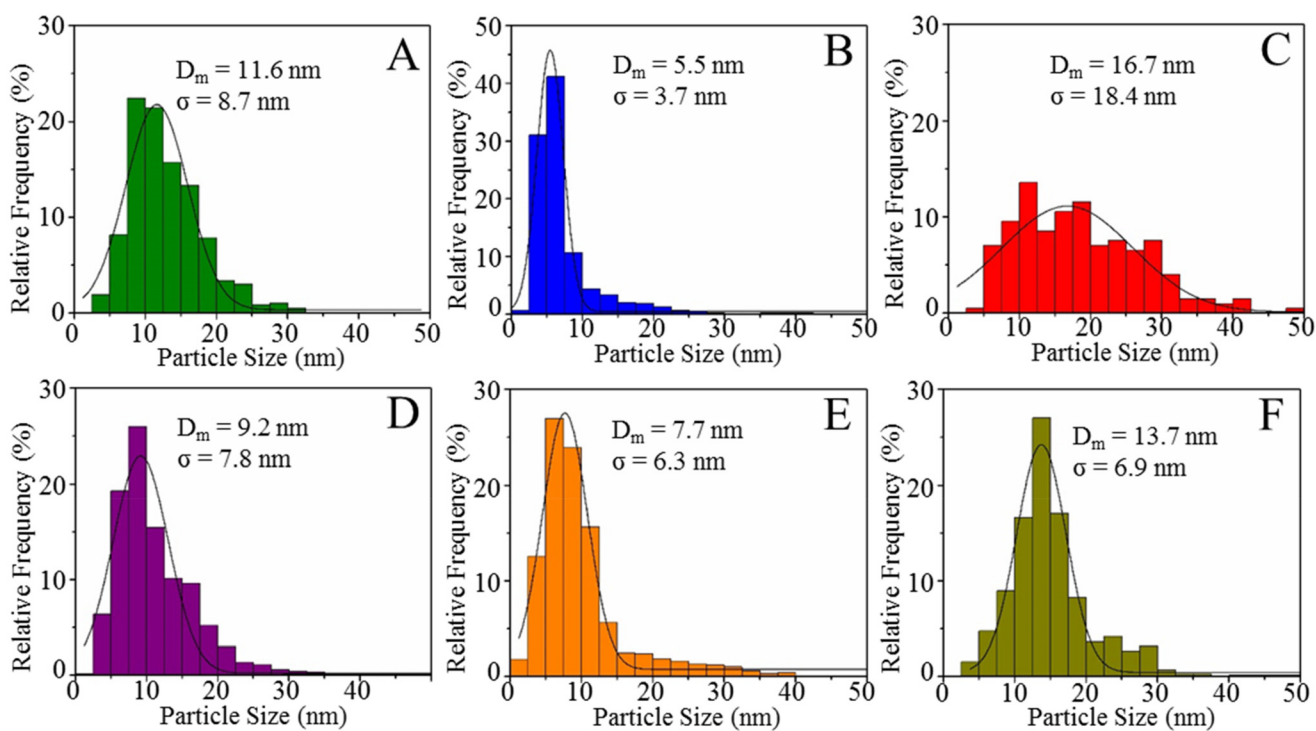 A
D_m = 11.6 nm
σ = 8.7 nm
Relative Frequency (%)
30
20
10
0
0 10 20 30 40 50
Particle Size (nm)
B
D_m = 5.5 nm
σ = 3.7 nm
Relative Frequency (%)
50
40
30
20
10
0
0 10 20 30 40 50
Particle Size (nm)
C
D_m = 16.7 nm
σ = 18.4 nm
Relative Frequency (%)
30
20
10
0
0 10 20 30 40 50
Particle Size (nm)
D
D_m = 9.2 nm
σ = 7.8 nm
Relative Frequency (%)
30
20
10
0
0 10 20 30 40
Particle Size (nm)
E
D_m = 7.7 nm
σ = 6.3 nm
Relative Frequency (%)
30
20
10
0
0 10 20 30 40 50
Particle Size (nm)
F
D_m = 13.7 nm
σ = 6.9 nm
Relative Frequency (%)
30
20
10
0
0 10 20 30 40 50
Particle Size (nm)